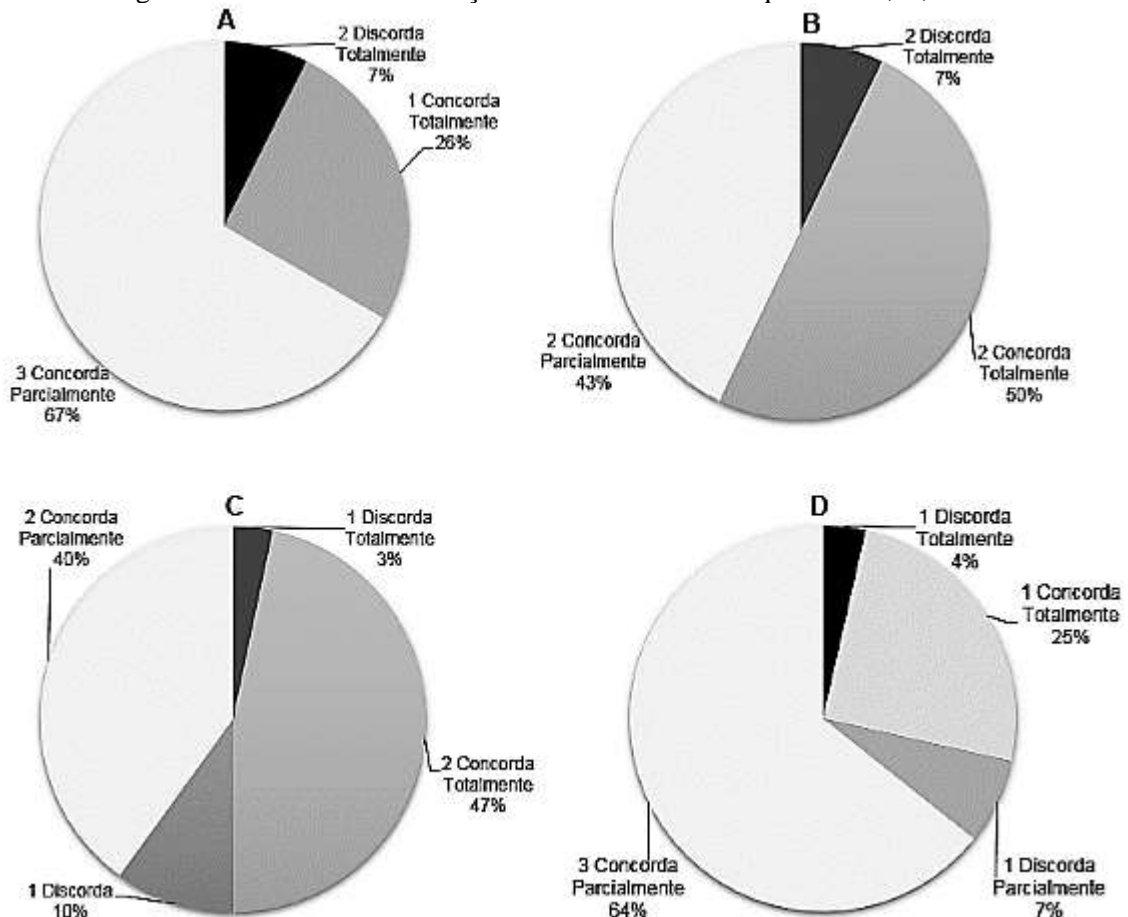 A
2 Discorda
Totalmente
7%
1 Concorda
Totalmente
26%
3 Concorda
Parcialmente
67%
B
2 Discorda
Totalmente
7%
2 Concorda
Parcialmente
43%
2 Concorda
Totalmente
50%
C
2 Concorda
Parcialmente
40%
1 Discorda
Totalmente
3%
2 Concorda
Totalmente
47%
1 Discorda
10%
D
1 Discorda
Totalmente
4%
1 Concorda
Totalmente
25%
3 Concorda
Parcialmente
64%
1 Discorda
Parcialmente
7%